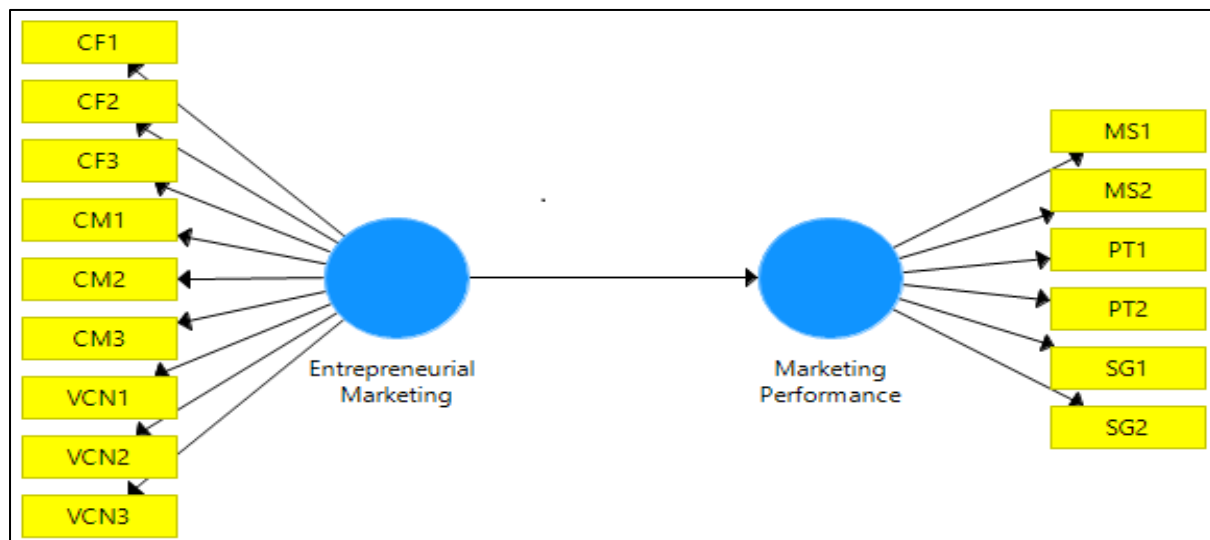 CF1
CF2
CF3
CM1
CM2
CM3
VCN1
VCN2
VCN3
Entrepreneurial
Marketing
Marketing
Performance
MS1
MS2
PT1
PT2
SG1
SG2